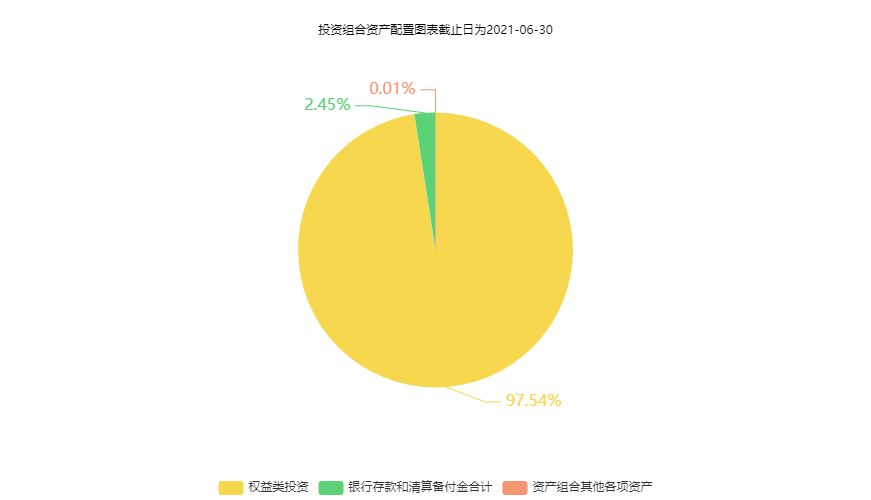 投资组合资产配置图表截止日为2021-06-30
0.01%
2.45%
97.54%
权益类投资 银行存款和清算备付金合计 资产组合其他各项资产